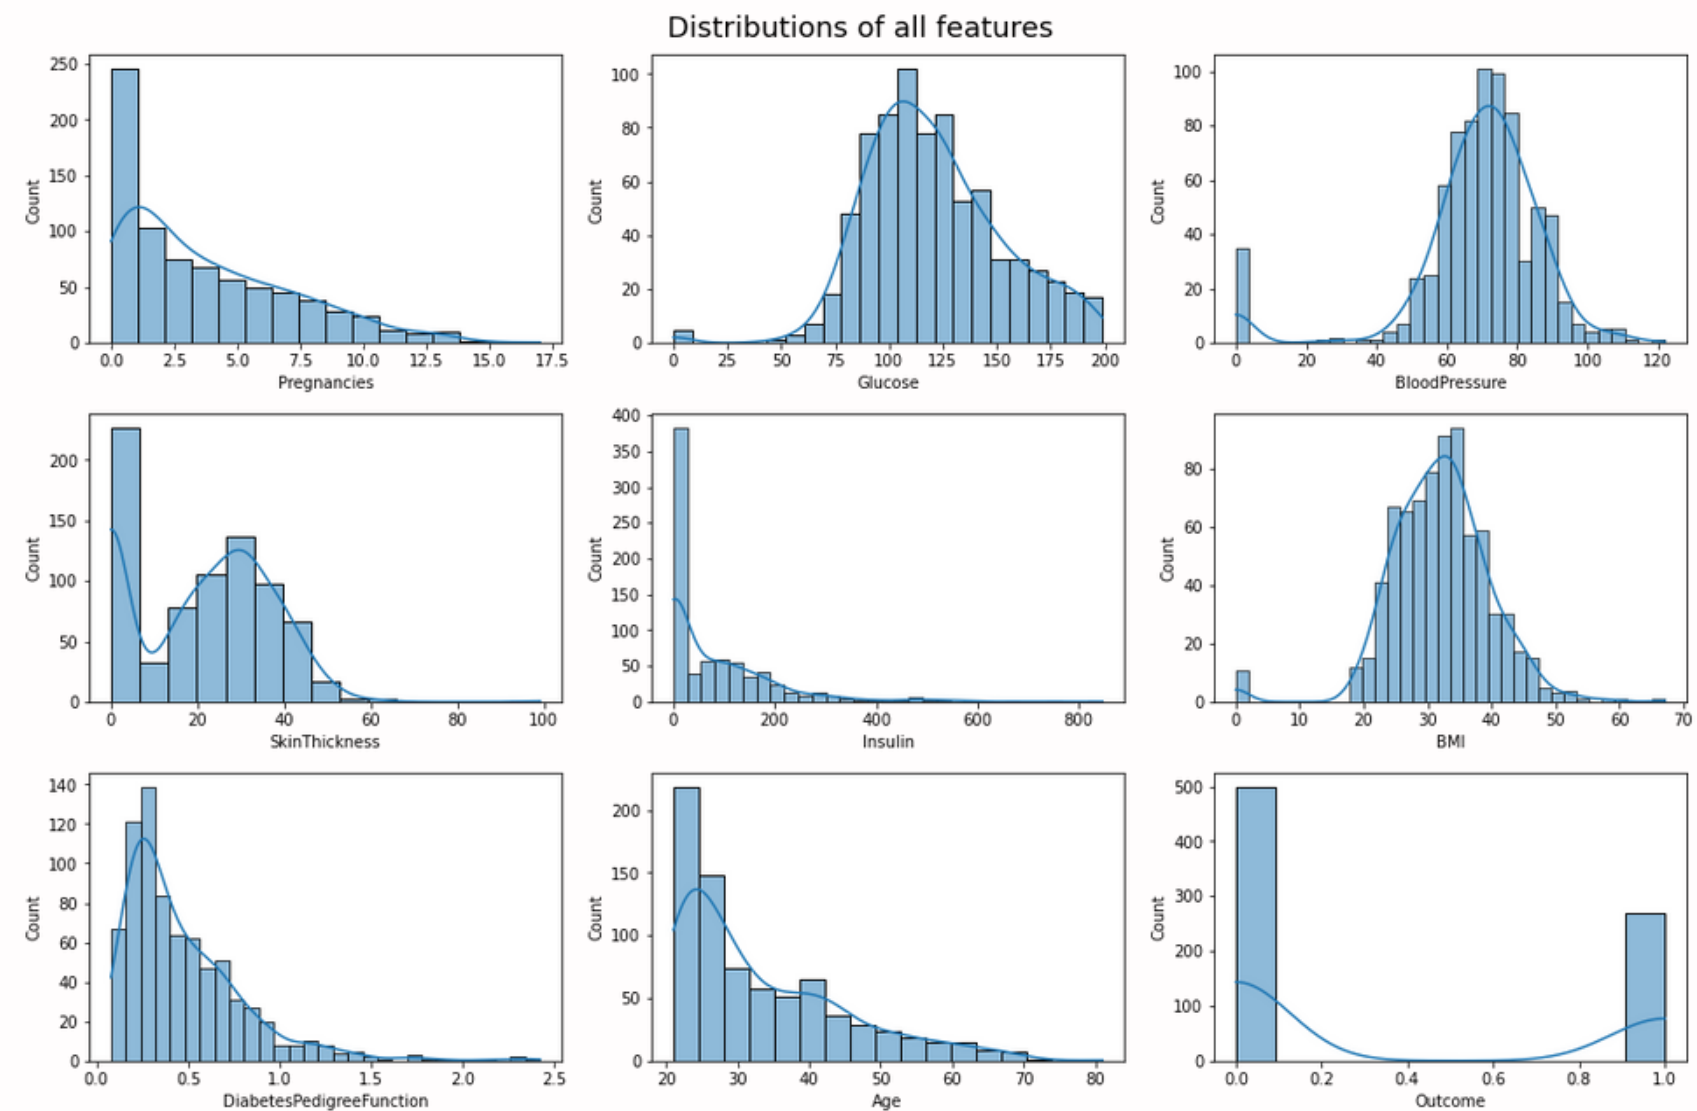 Distributions of all features
250
200
150
100
50
0
Count
0.0 2.5 5.0 7.5 10.0 12.5 15.0 17.5
Pregnancies
100
80
60
40
20
0
Count
0 25 50 75 100 125 150 175 200
Glucose
100
80
60
40
20
0
Count
0 20 40 60 80 100 120
BloodPressure
200
150
100
50
0
Count
0 20 40 60 80 100
SkinThickness
400
350
300
250
200
150
100
50
0
Count
0 200 400 600 800
Insulin
80
60
40
20
0
Count
0 10 20 30 40 50 60 70
BMI
140
120
100
80
60
40
20
0
Count
0.0 0.5 1.0 1.5 2.0 2.5
DiabetesPedigreeFunction
200
150
100
50
0
Count
20 30 40 50 60 70 80
Age
500
400
300
200
100
0
Count
0.0 0.2 0.4 0.6 0.8 1.0
Outcome